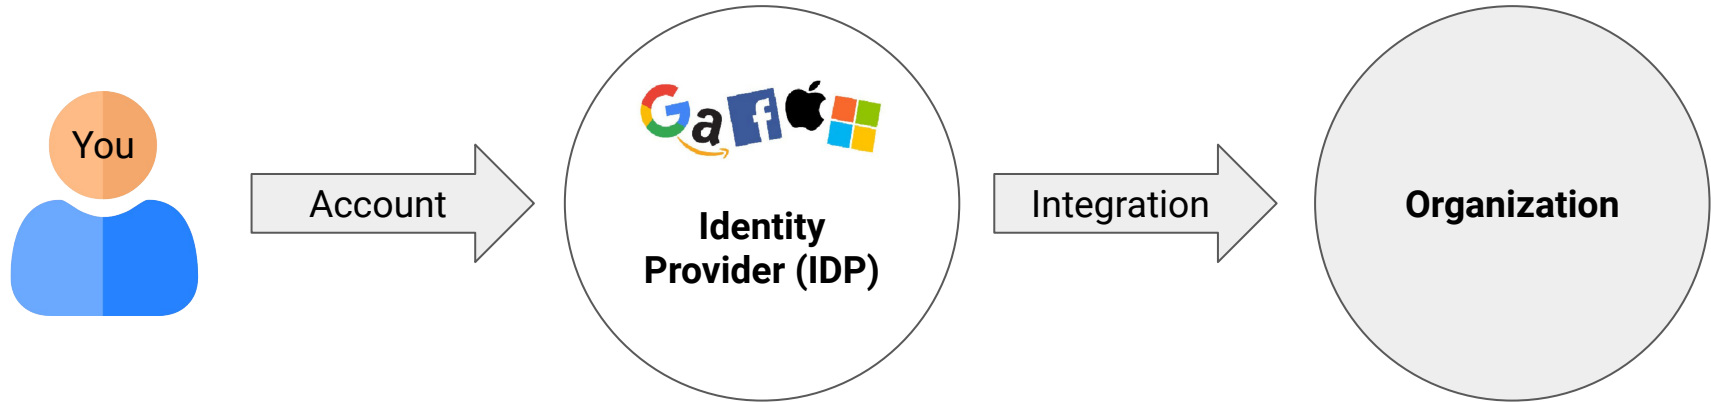 You
Account
Identity
Provider (IDP)
Integration
Organization